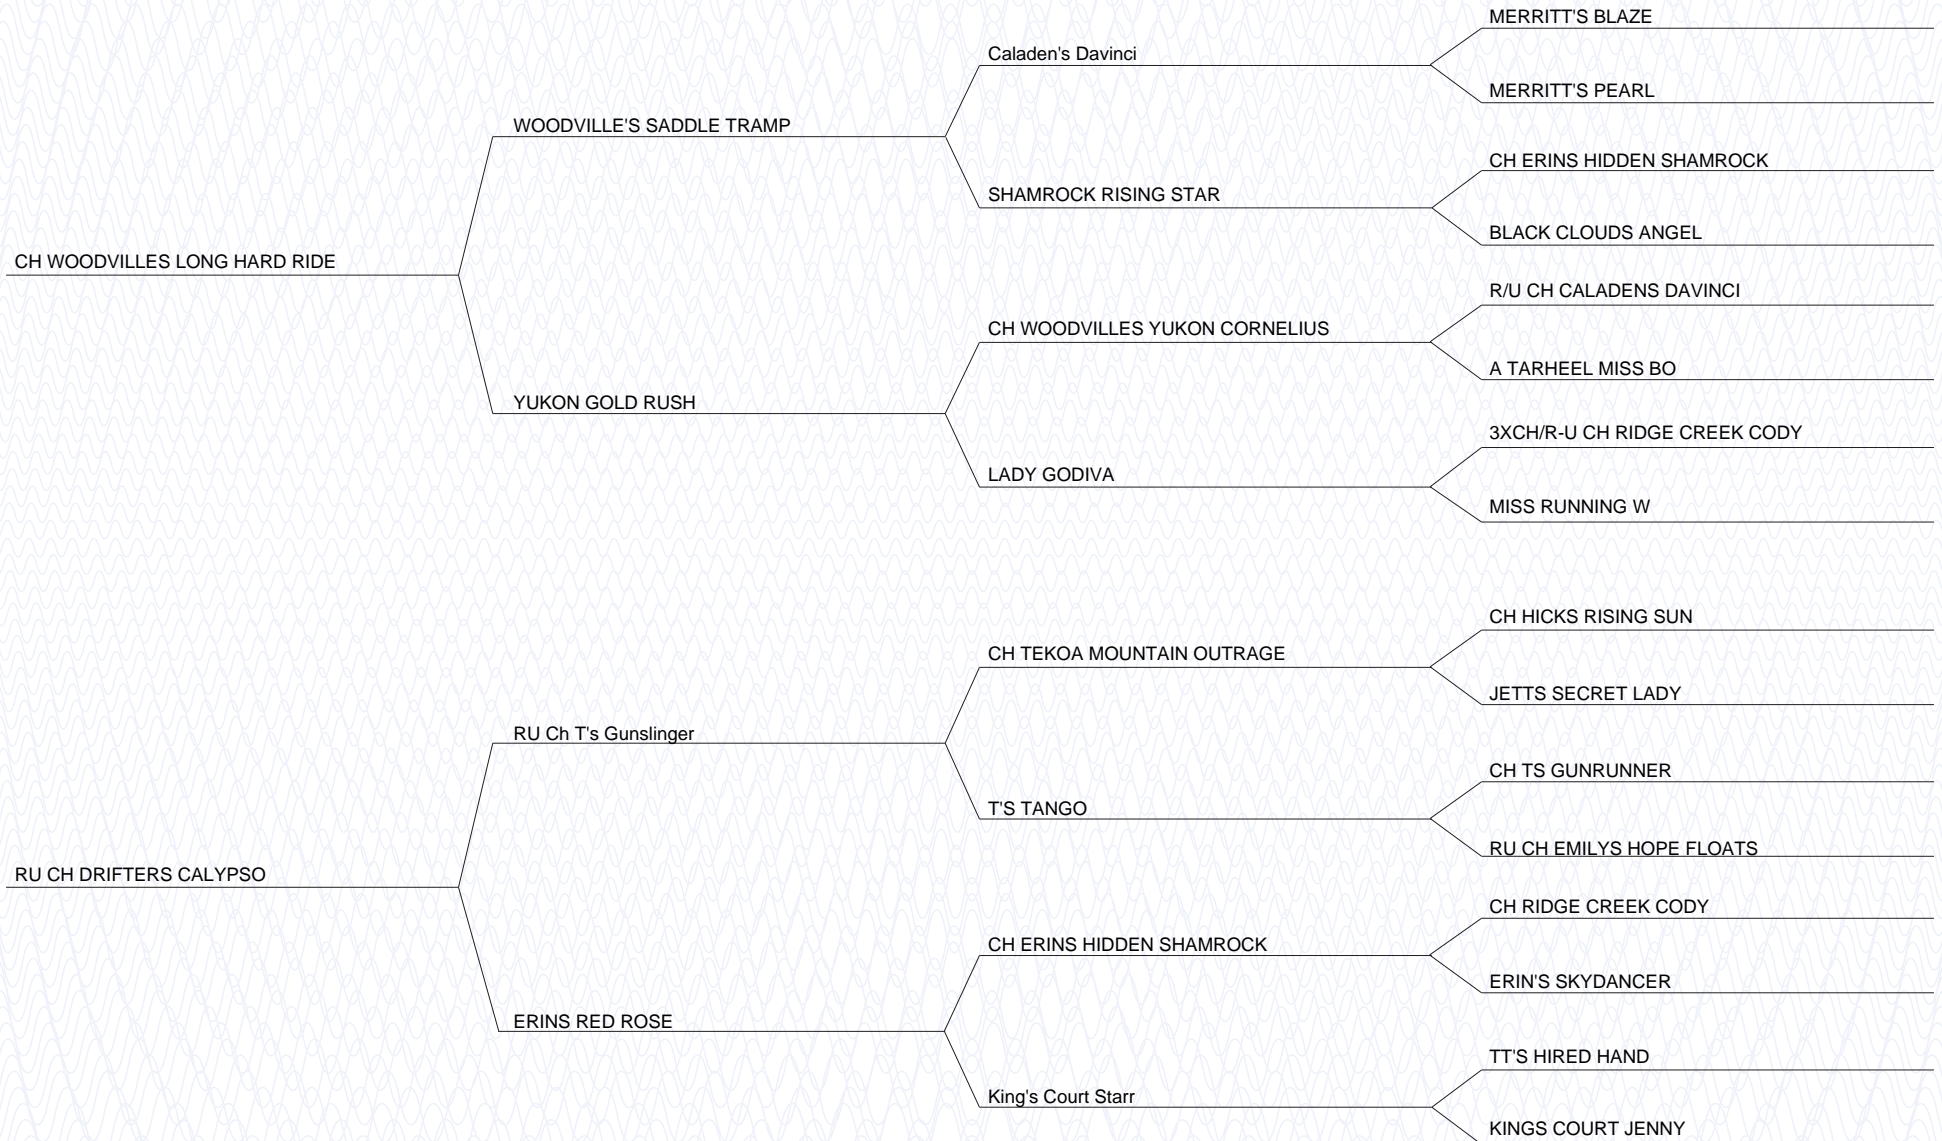 MERRITT'S BLAZE
Caladen's Davinci
MERRITT'S PEARL
WOODVILLE'S SADDLE TRAMP
CH ERINS HIDDEN SHAMROCK
SHAMROCK RISING STAR
BLACK CLOUDS ANGEL
CH WOODVILLES LONG HARD RIDE
R/U CH CALADENS DAVINCI
CH WOODVILLES YUKON CORNELIUS
A TARHEEL MISS BO
YUKON GOLD RUSH
3XCH/R-U CH RIDGE CREEK CODY
LADY GODIVA
MISS RUNNING W
CH HICKS RISING SUN
CH TEKOA MOUNTAIN OUTRAGE
JETTS SECRET LADY
RU Ch T's Gunslinger
CH TS GUNRUNNER
T'S TANGO
RU CH EMILYS HOPE FLOATS
RU CH DRIFTERS CALYPSO
CH RIDGE CREEK CODY
CH ERINS HIDDEN SHAMROCK
ERIN'S SKYDANCER
ERINS RED ROSE
TT'S HIRED HAND
King's Court Starr
KINGS COURT JENNY